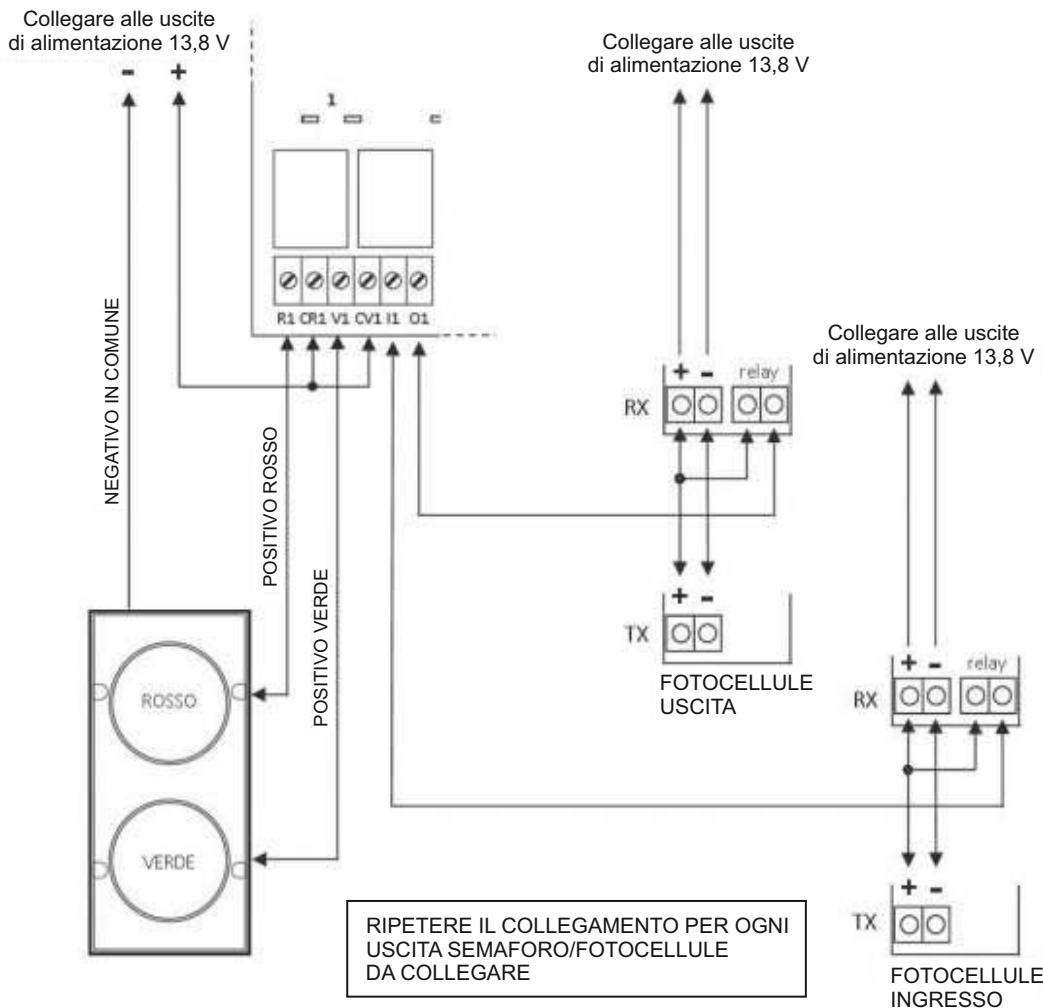 Collegare alle uscite
di alimentazione 13,8 V
- +
1
R1 CR1 V1 CV1 I1 O1
NEGATIVO IN COMUNE
POSITIVO ROSSO
POSITIVO VERDE
ROSSO
VERDE
Collegare alle uscite
di alimentazione 13,8 V
+ - relay
RX
+ -
TX
FOTOCELLULE
USCITA
Collegare alle uscite
di alimentazione 13,8 V
+ - relay
RX
+ -
TX
FOTOCELLULE
INGRESSO
RIPETERE IL COLLEGAMENTO PER OGNI
USCITA SEMAFORO/FOTOCELLULE
DA COLLEGARE